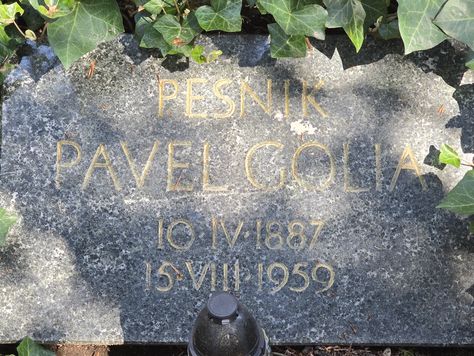 PESNIK
PAVEL GOLIA
10·IV·1887
15·VIII·1959